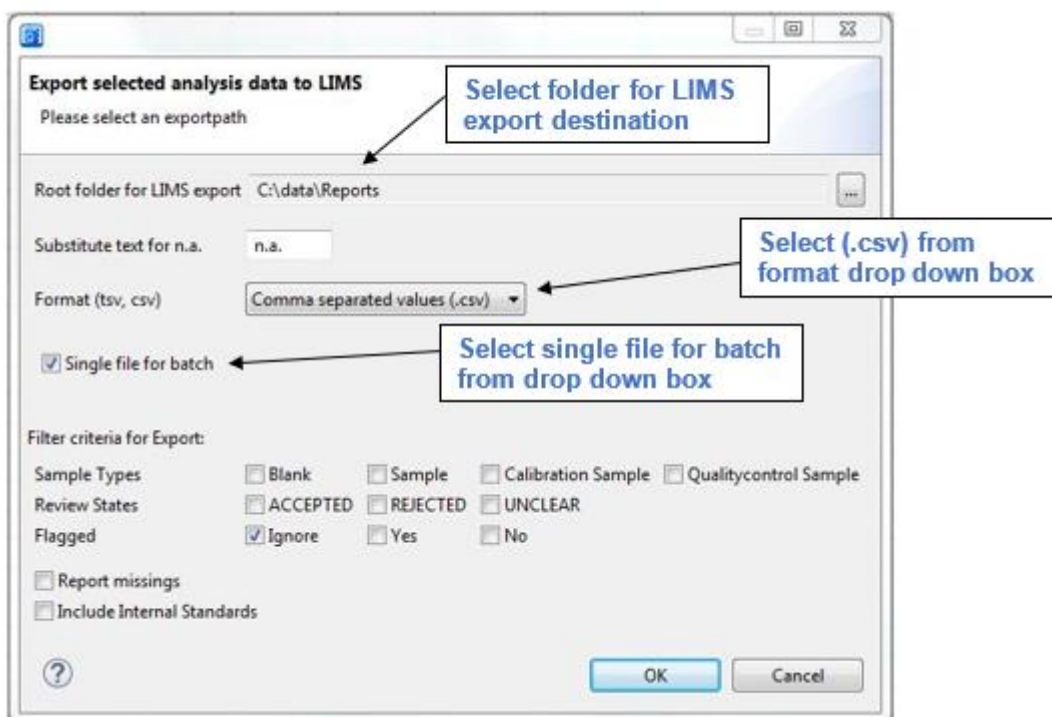 Export selected analysis data to LIMS
Please select an exportpath
Select folder for LIMS
export destination
Root folder for LIMS export C:\data\Reports ...
Substitute text for n.a. n.a.
Select (.csv) from
format drop down box
Format (tsv, csv) Comma separated values (.csv)
Single file for batch
Select single file for batch
from drop down box
Filter criteria for Export:
Sample Types Blank Sample Calibration Sample Qualitycontrol Sample
Review States ACCEPTED REJECTED UNCLEAR
Flagged Ignore Yes No
Report missings
Include Internal Standards
? OK Cancel